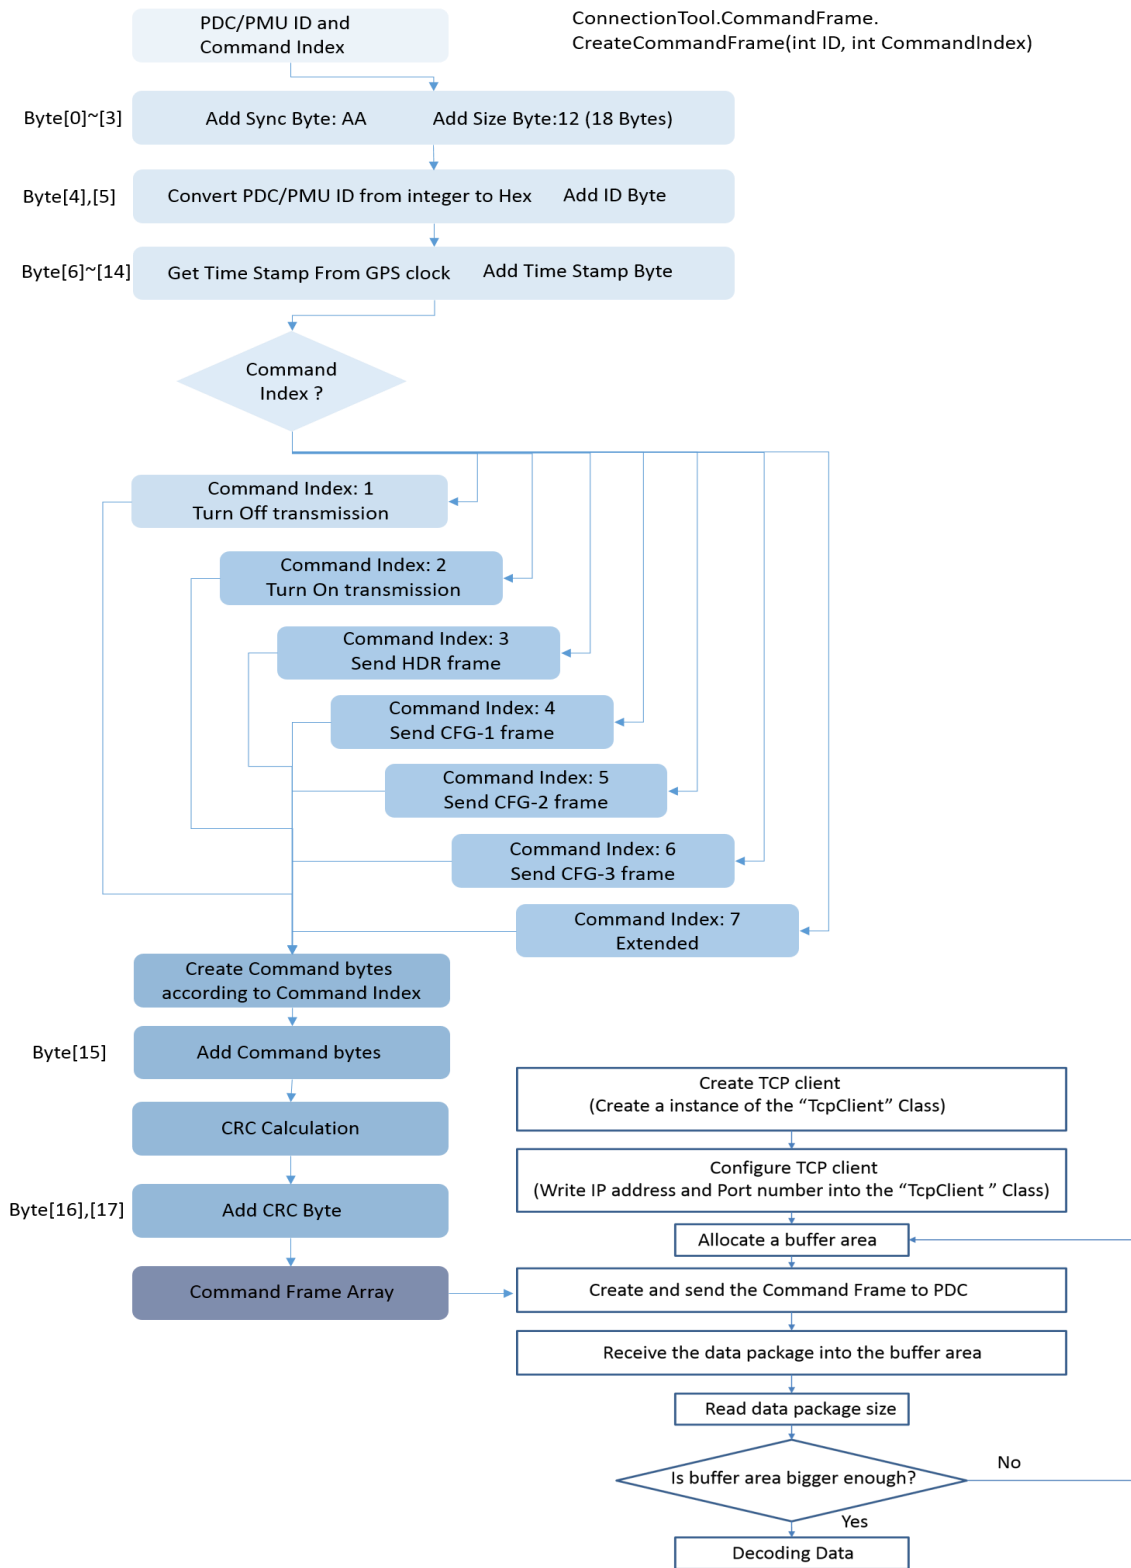 PDC/PMU ID and
Command Index
ConnectionTool.CommandFrame.
CreateCommandFrame(int ID, int CommandIndex)
Byte[0]~[3]
Add Sync Byte: AA
Add Size Byte:12 (18 Bytes)
Byte[4],[5]
Convert PDC/PMU ID from integer to Hex
Add ID Byte
Byte[6]~[14]
Get Time Stamp From GPS clock
Add Time Stamp Byte
Command
Index ?
Command Index: 1
Turn Off transmission
Command Index: 2
Turn On transmission
Command Index: 3
Send HDR frame
Command Index: 4
Send CFG-1 frame
Command Index: 5
Send CFG-2 frame
Command Index: 6
Send CFG-3 frame
Command Index: 7
Extended
Create Command bytes
according to Command Index
Byte[15]
Add Command bytes
CRC Calculation
Byte[16],[17]
Add CRC Byte
Command Frame Array
Create TCP client
(Create a instance of the “TcpClient” Class)
Configure TCP client
(Write IP address and Port number into the “TcpClient ” Class)
Allocate a buffer area
Create and send the Command Frame to PDC
Receive the data package into the buffer area
Read data package size
Is buffer area bigger enough?
No
Yes
Decoding Data